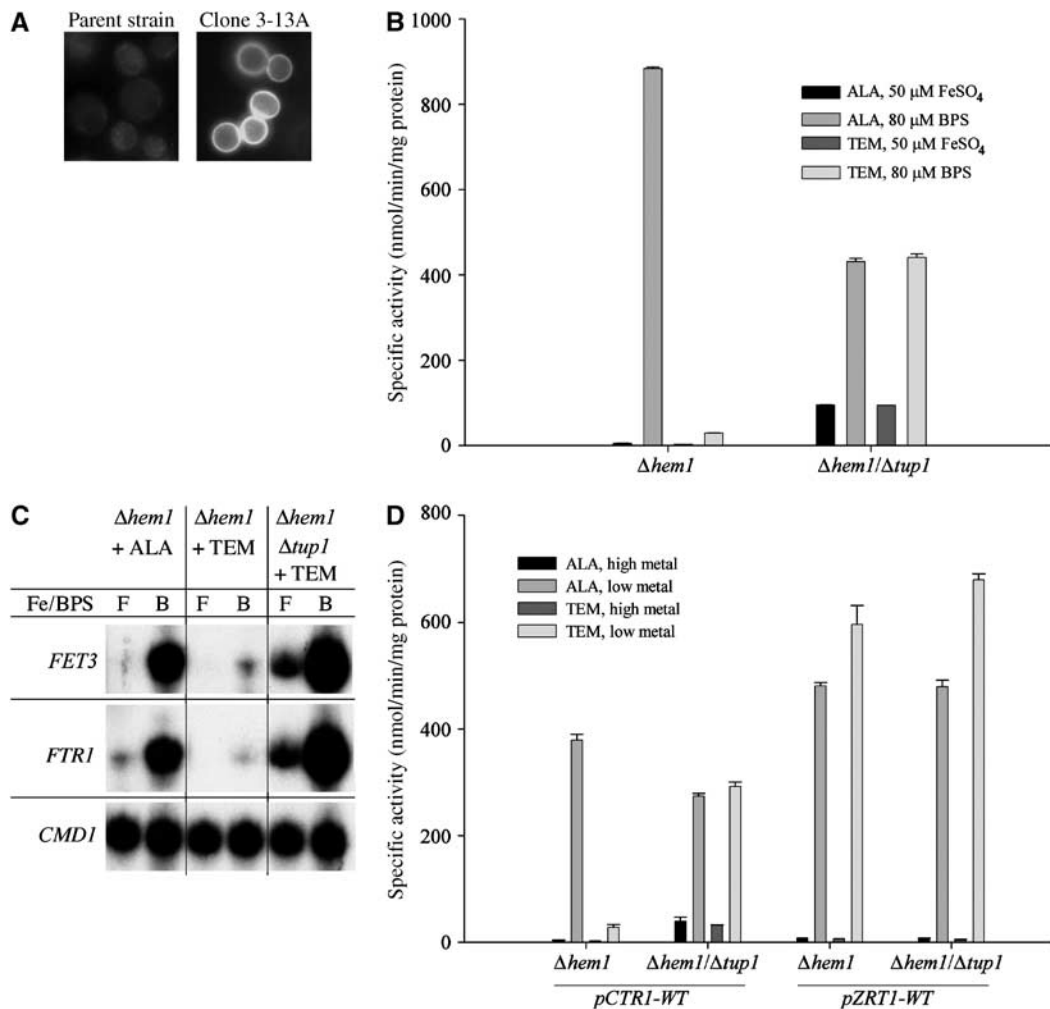 A
Parent strain Clone 3-13A
B
Specific activity (nmol/min/mg protein)
1000
800
600
400
200
0
ALA, 50 μM FeSO4
ALA, 80 μM BPS
TEM, 50 μM FeSO4
TEM, 80 μM BPS
Δhem1 Δhem1/Δtup1
C
Δhem1 Δhem1 Δhem1
+ ALA + TEM Δtup1
+ TEM
Fe/BPS F B F B F B
FET3
FTR1
CMD1
D
Specific activity (nmol/min/mg protein)
800
600
400
200
0
ALA, high metal
ALA, low metal
TEM, high metal
TEM, low metal
Δhem1 Δhem1/Δtup1 Δhem1 Δhem1/Δtup1
pCTR1-WT pZRT1-WT